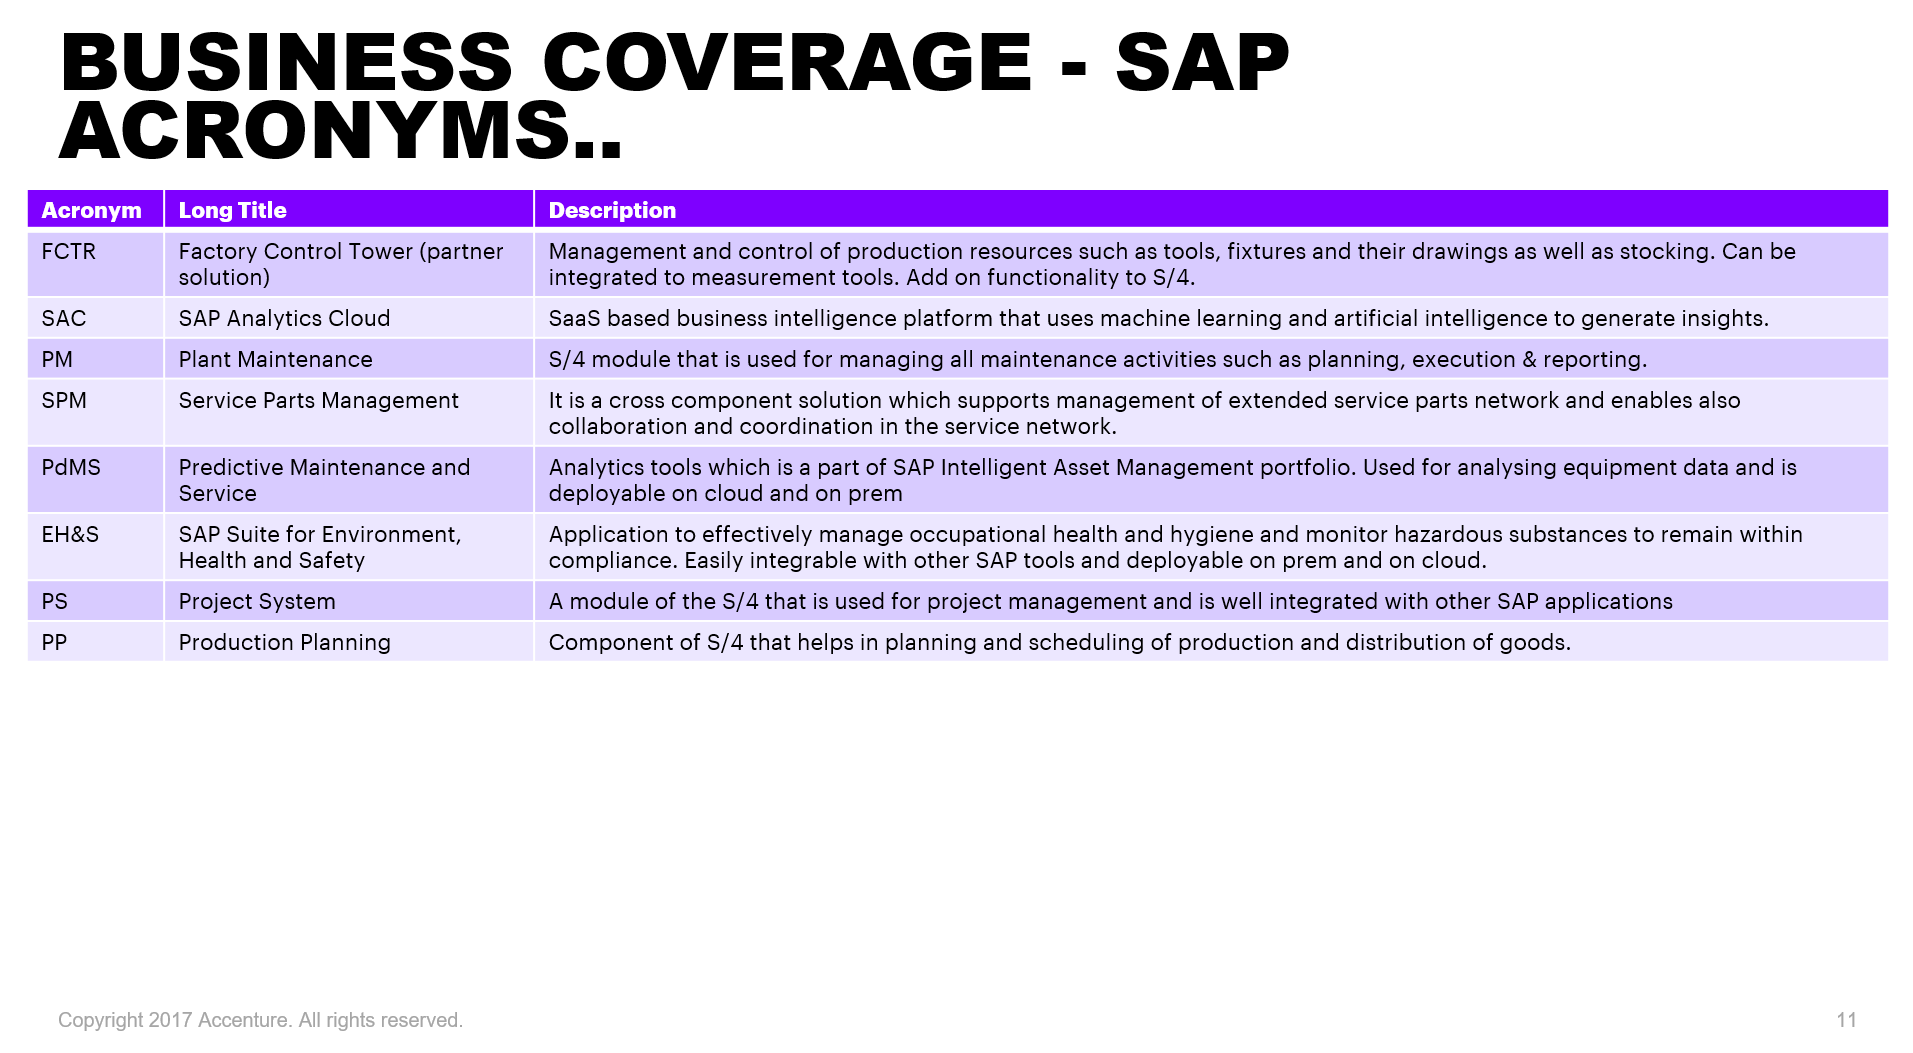 BUSINESS COVERAGE - SAP
ACRONYMS..
Acronym Long Title Description
FCTR Factory Control Tower (partner solution) Management and control of production resources such as tools, fixtures and their drawings as well as stocking. Can be integrated to measurement tools. Add on functionality to S/4.
SAC SAP Analytics Cloud SaaS based business intelligence platform that uses machine learning and artificial intelligence to generate insights.
PM Plant Maintenance S/4 module that is used for managing all maintenance activities such as planning, execution & reporting.
SPM Service Parts Management It is a cross component solution which supports management of extended service parts network and enables also collaboration and coordination in the service network.
PdMS Predictive Maintenance and Service Analytics tools which is a part of SAP Intelligent Asset Management portfolio. Used for analysing equipment data and is deployable on cloud and on prem
EH&S SAP Suite for Environment, Health and Safety Application to effectively manage occupational health and hygiene and monitor hazardous substances to remain within compliance. Easily integrable with other SAP tools and deployable on prem and on cloud.
PS Project System A module of the S/4 that is used for project management and is well integrated with other SAP applications
PP Production Planning Component of S/4 that helps in planning and scheduling of production and distribution of goods.
Copyright 2017 Accenture. All rights reserved. 11